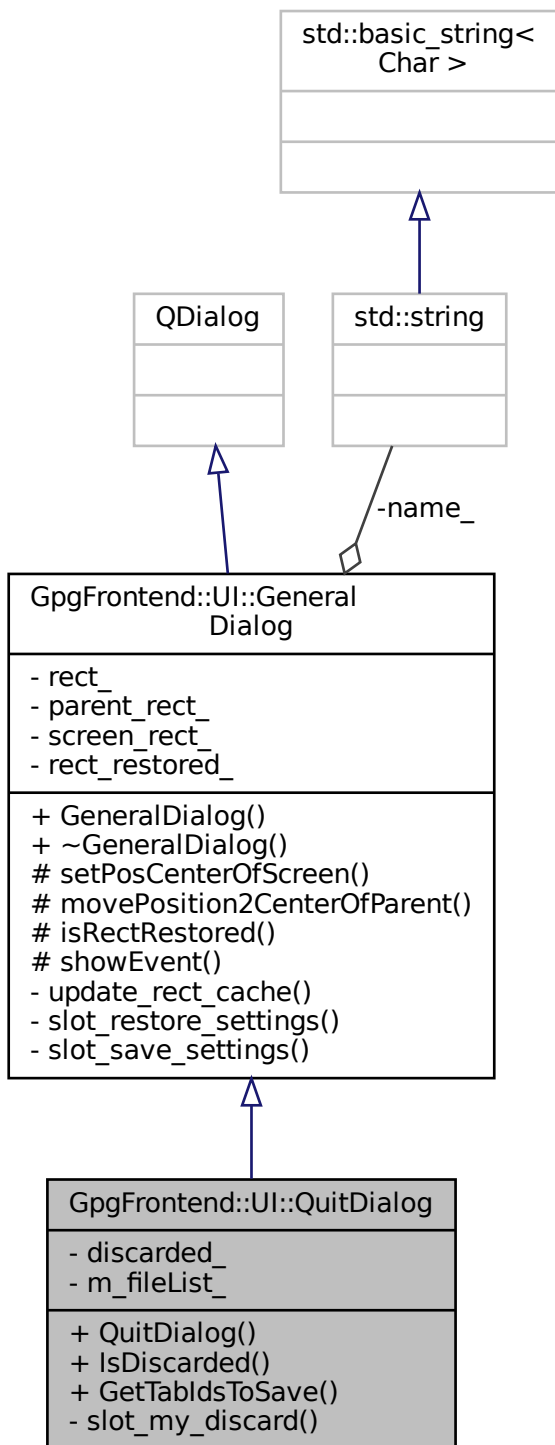 std::basic_string<
Char >
QDialog
std::string
-name_
GpgFrontend::UI::General
Dialog
- rect_
- parent_rect_
- screen_rect_
- rect_restored_
+ GeneralDialog()
+ ~GeneralDialog()
# setPosCenterOfScreen()
# movePosition2CenterOfParent()
# isRectRestored()
# showEvent()
- update_rect_cache()
- slot_restore_settings()
- slot_save_settings()
GpgFrontend::UI::QuitDialog
- discarded_
- m_fileList_
+ QuitDialog()
+ IsDiscarded()
+ GetTabIdsToSave()
- slot_my_discard()